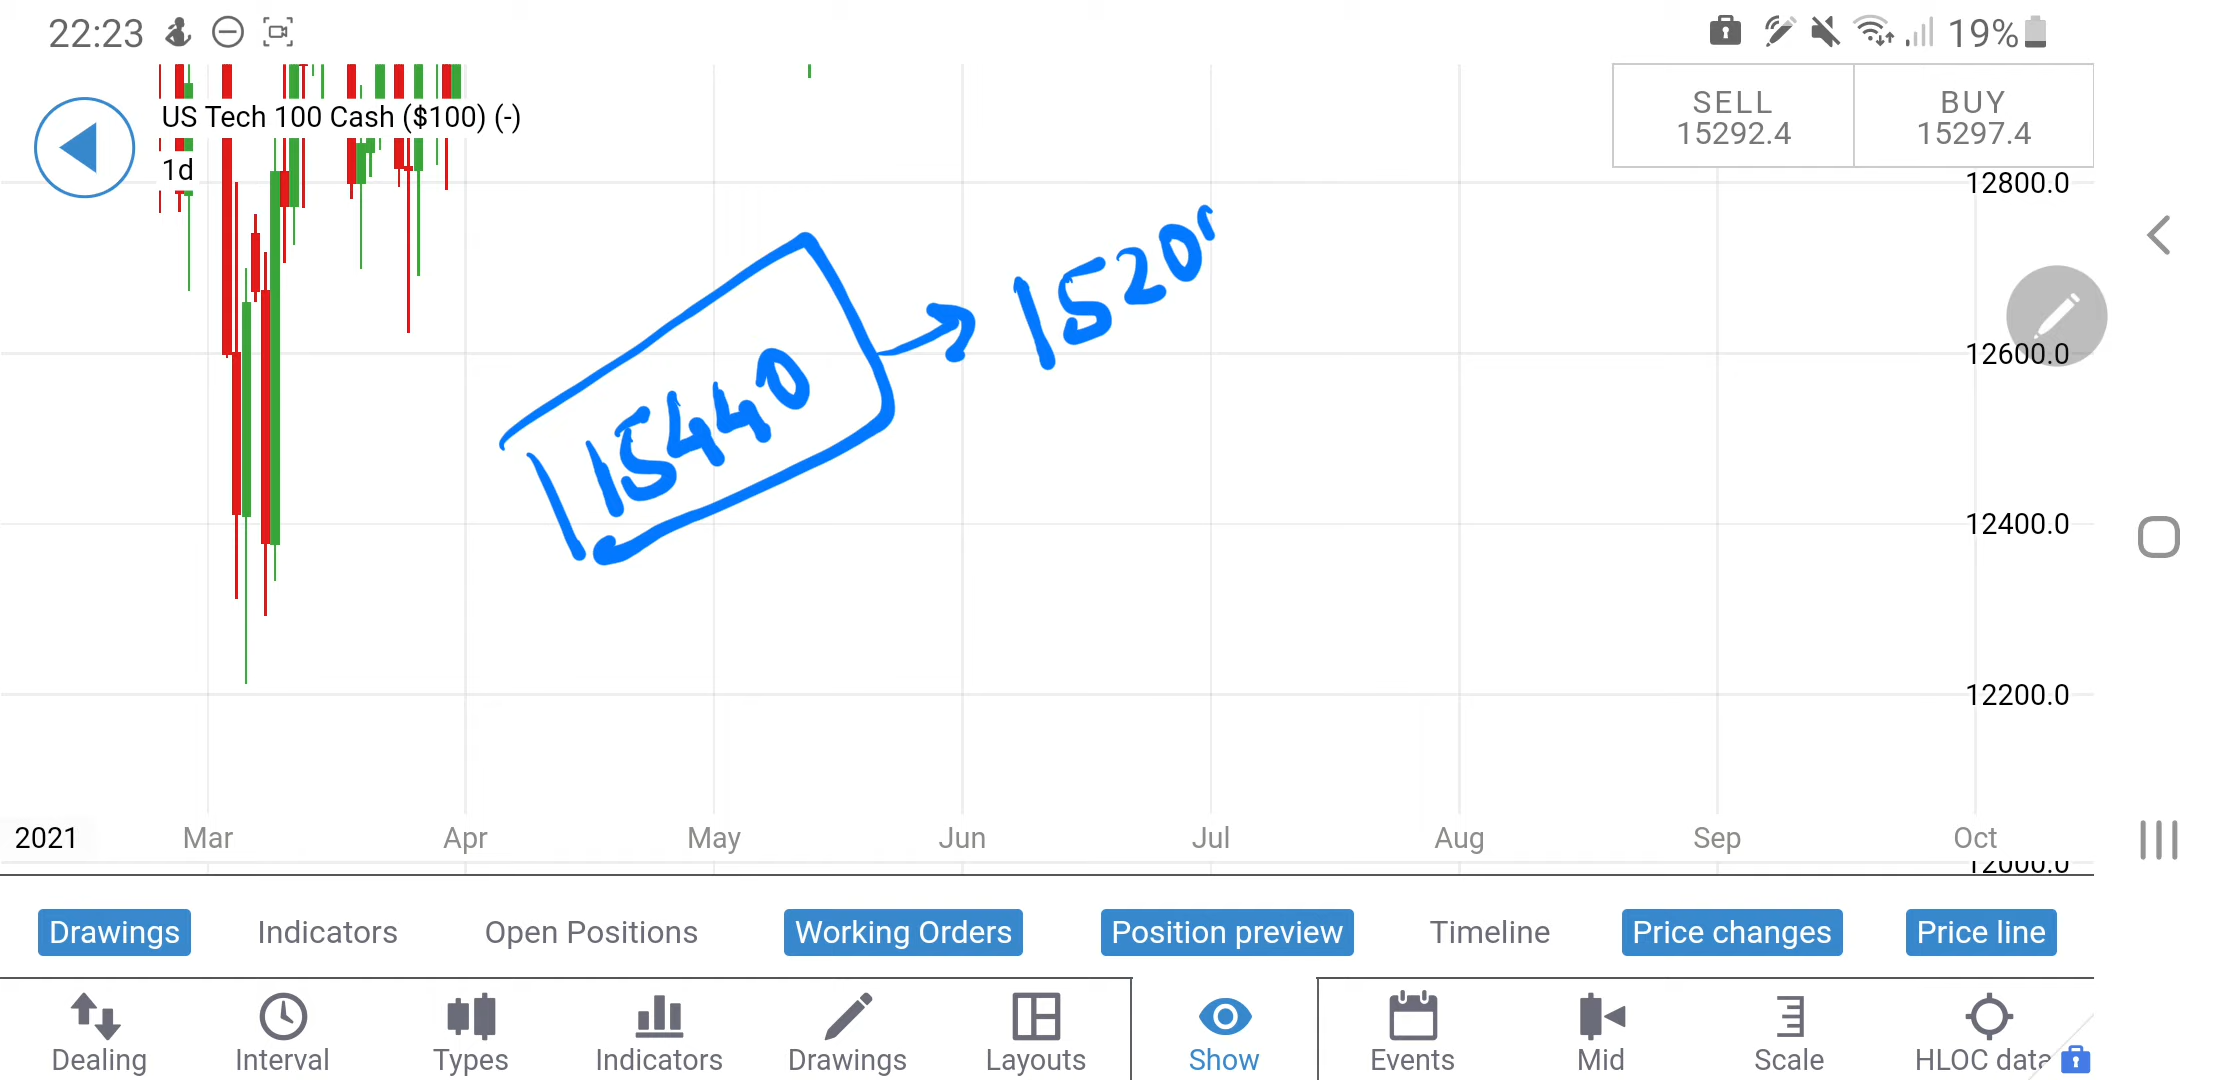 22:23 19%
US Tech 100 Cash ($100) (-)
1d
SELL BUY
15292.4 15297.4
12800.0
12600.0
12400.0
12200.0
15440 → 1520
2021 Mar Apr May Jun Jul Aug Sep Oct
12000.0
Drawings Indicators Open Positions Working Orders Position preview Timeline Price changes Price line
Dealing Interval Types Indicators Drawings Layouts Show Events Mid Scale HLOC data